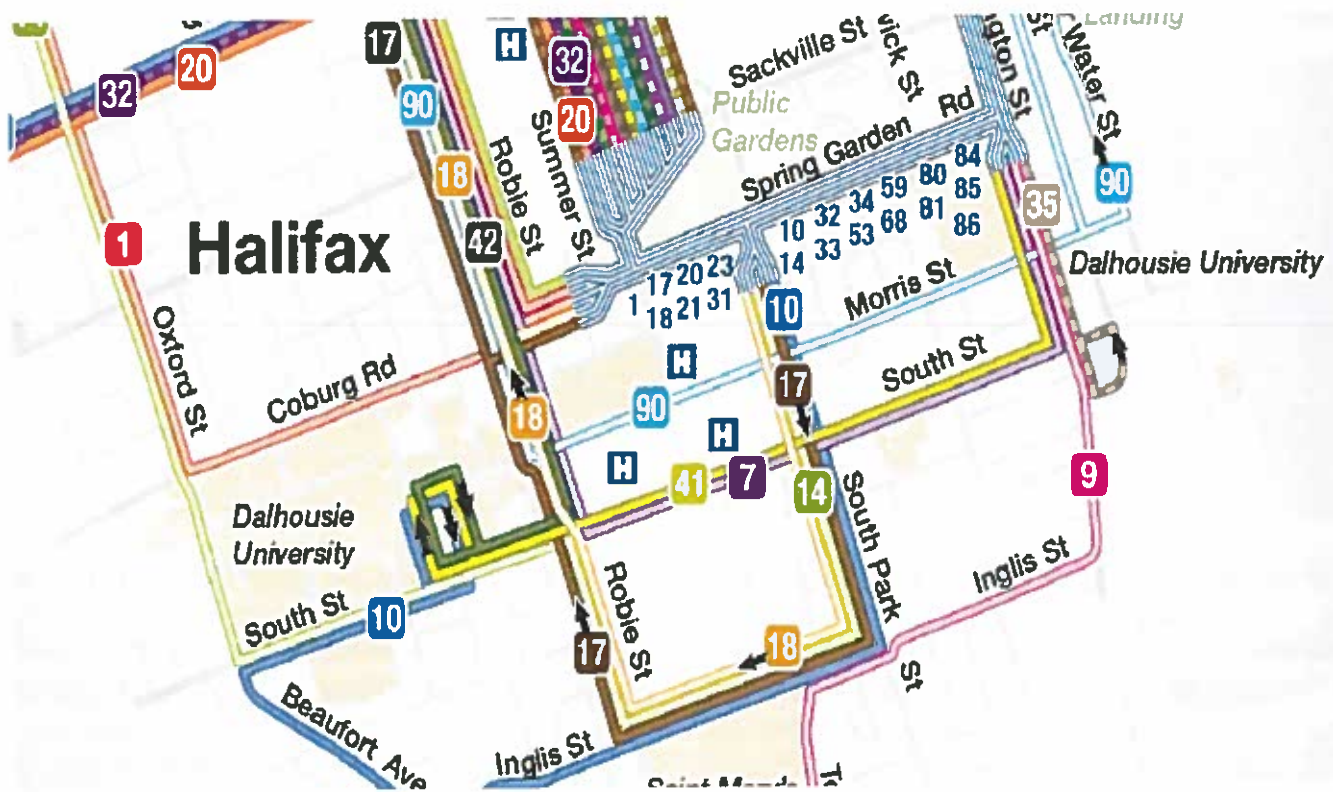 17
H
32
20
32
20
Sackville St
St
Water St
Landing
90
Public
Gardens
Spring Garden Rd
Summer St
Robie St
18
42
1
Halifax
10 32 34 59 80 84
14 33 53 68 81 85
86
35
90
17 20 23
1 18 21 31
Dalhousie University
Morris St
10
Oxford St
Coburg Rd
H
90
18
17
South St
H
H
41
7
14
9
Dalhousie
University
South St
10
South Park St
Inglis St
Robie St
17
18
Beaufort Ave
Inglis St